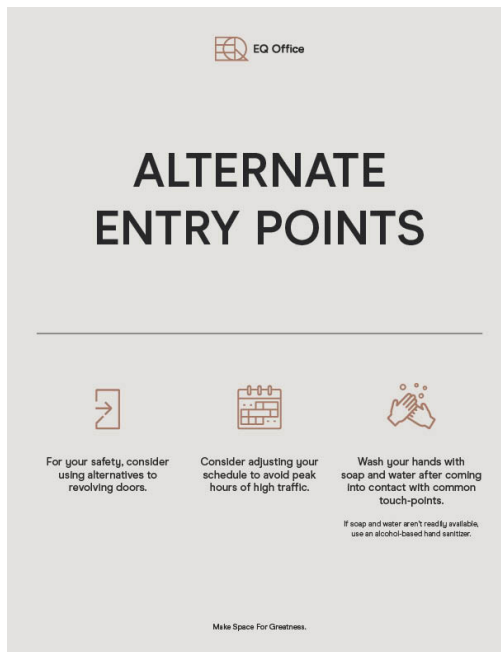 EQ Office
ALTERNATE
ENTRY POINTS
For your safety, consider
using alternatives to
revolving doors.
Consider adjusting your
schedule to avoid peak
hours of high traffic.
Wash your hands with
soap and water after coming
into contact with common
touch-points.
If soap and water aren't readily available,
use an alcohol-based hand sanitizer.
Make Space For Greatness.